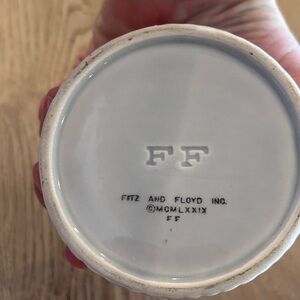 FF
FITZ AND FLOYD INC.
©MCMLXXIX
FF